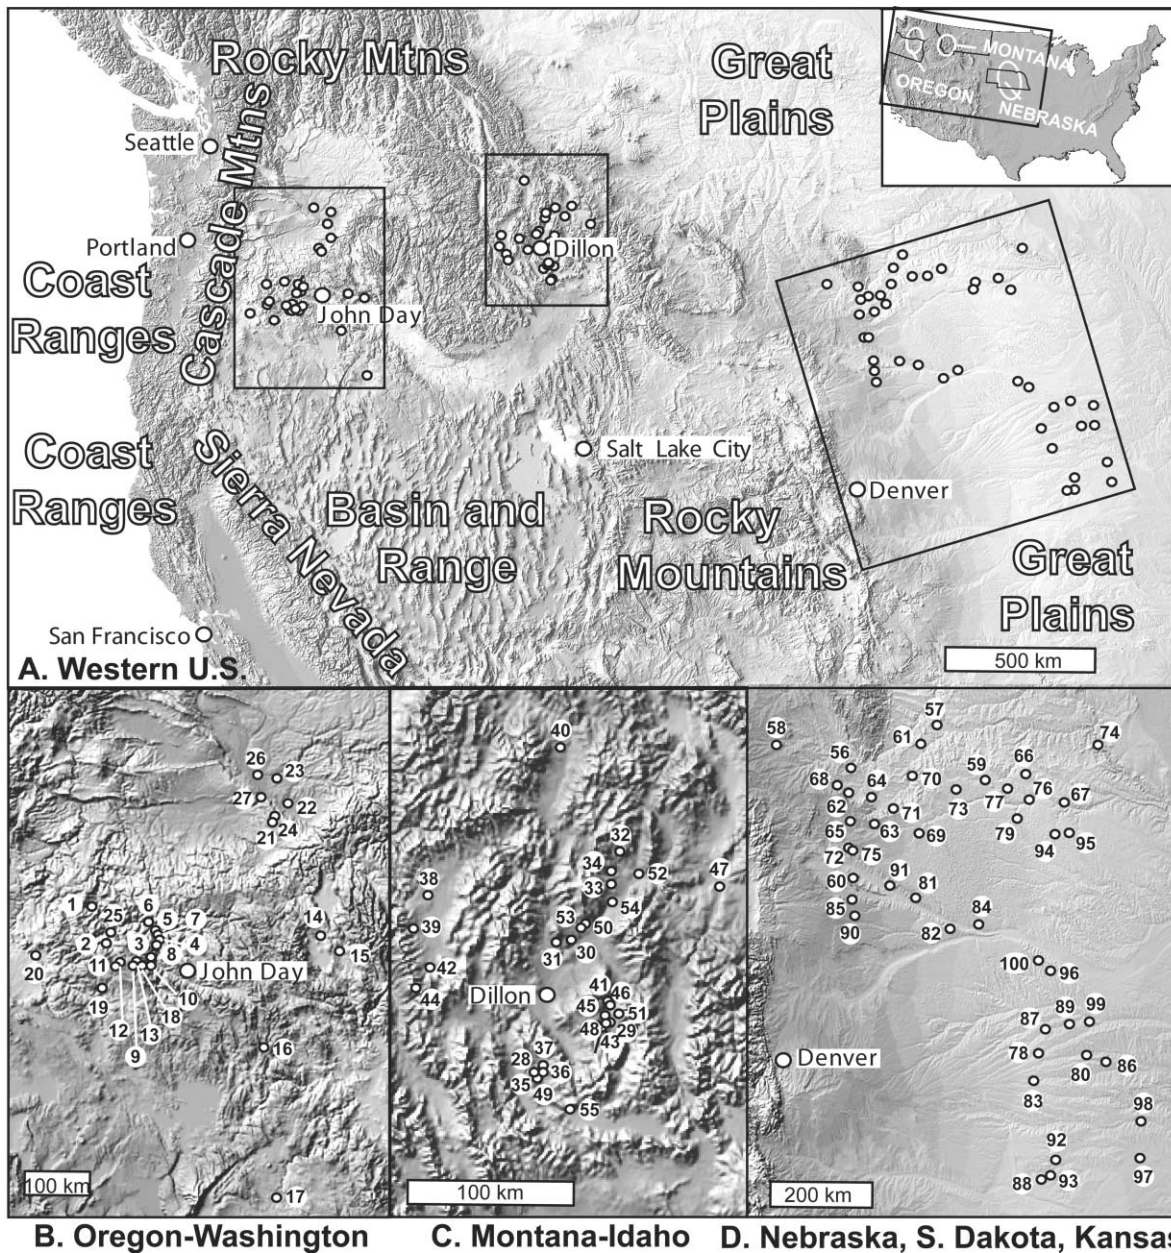 Rocky Mtns
Great
Plains
MONTANA
OREGON
NEBRASKA
Seattle
Cascade Mtns
Portland
Dillon
Coast
Ranges
John Day
Coast
Ranges
Sierra Nevada
Salt Lake City
Basin and
Range
Rocky
Mountains
Denver
Great
Plains
San Francisco
A. Western U.S.
500 km
26
23
27
22
24
21
1
6
5
7
25
14
2
3
4
8
15
20
11
John Day
10
19
18
12
13
9
16
17
100 km
B. Oregon-Washington
40
32
34
52
47
33
38
54
53
50
39
30
31
42
41
46
Dillon
44
45
51
48
29
43
37
28
36
35
49
55
100 km
C. Montana-Idaho
57
58
61
74
56
66
59
68
64
70
76
67
62
73
77
71
65
63
69
79
94
95
72
75
91
81
60
85
84
90
82
100
96
89
99
87
Denver
78
80
86
83
98
92
97
88
93
200 km
D. Nebraska, S. Dakota, Kansas